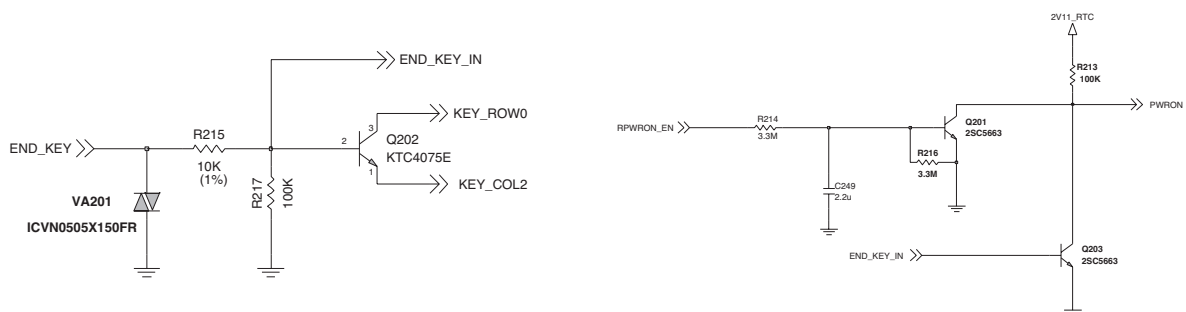 END_KEY_IN
KEY_ROW0
3
Q202
KTC4075E
2
1
KEY_COL2
END_KEY
R215
10K
(1%)
R217
100K
VA201
ICVN0505X150FR
2V11_RTC
R213
100K
PWRON
RPWRON_EN
R214
3.3M
Q201
2SC5663
R216
3.3M
C249
2.2u
END_KEY_IN
Q203
2SC5663